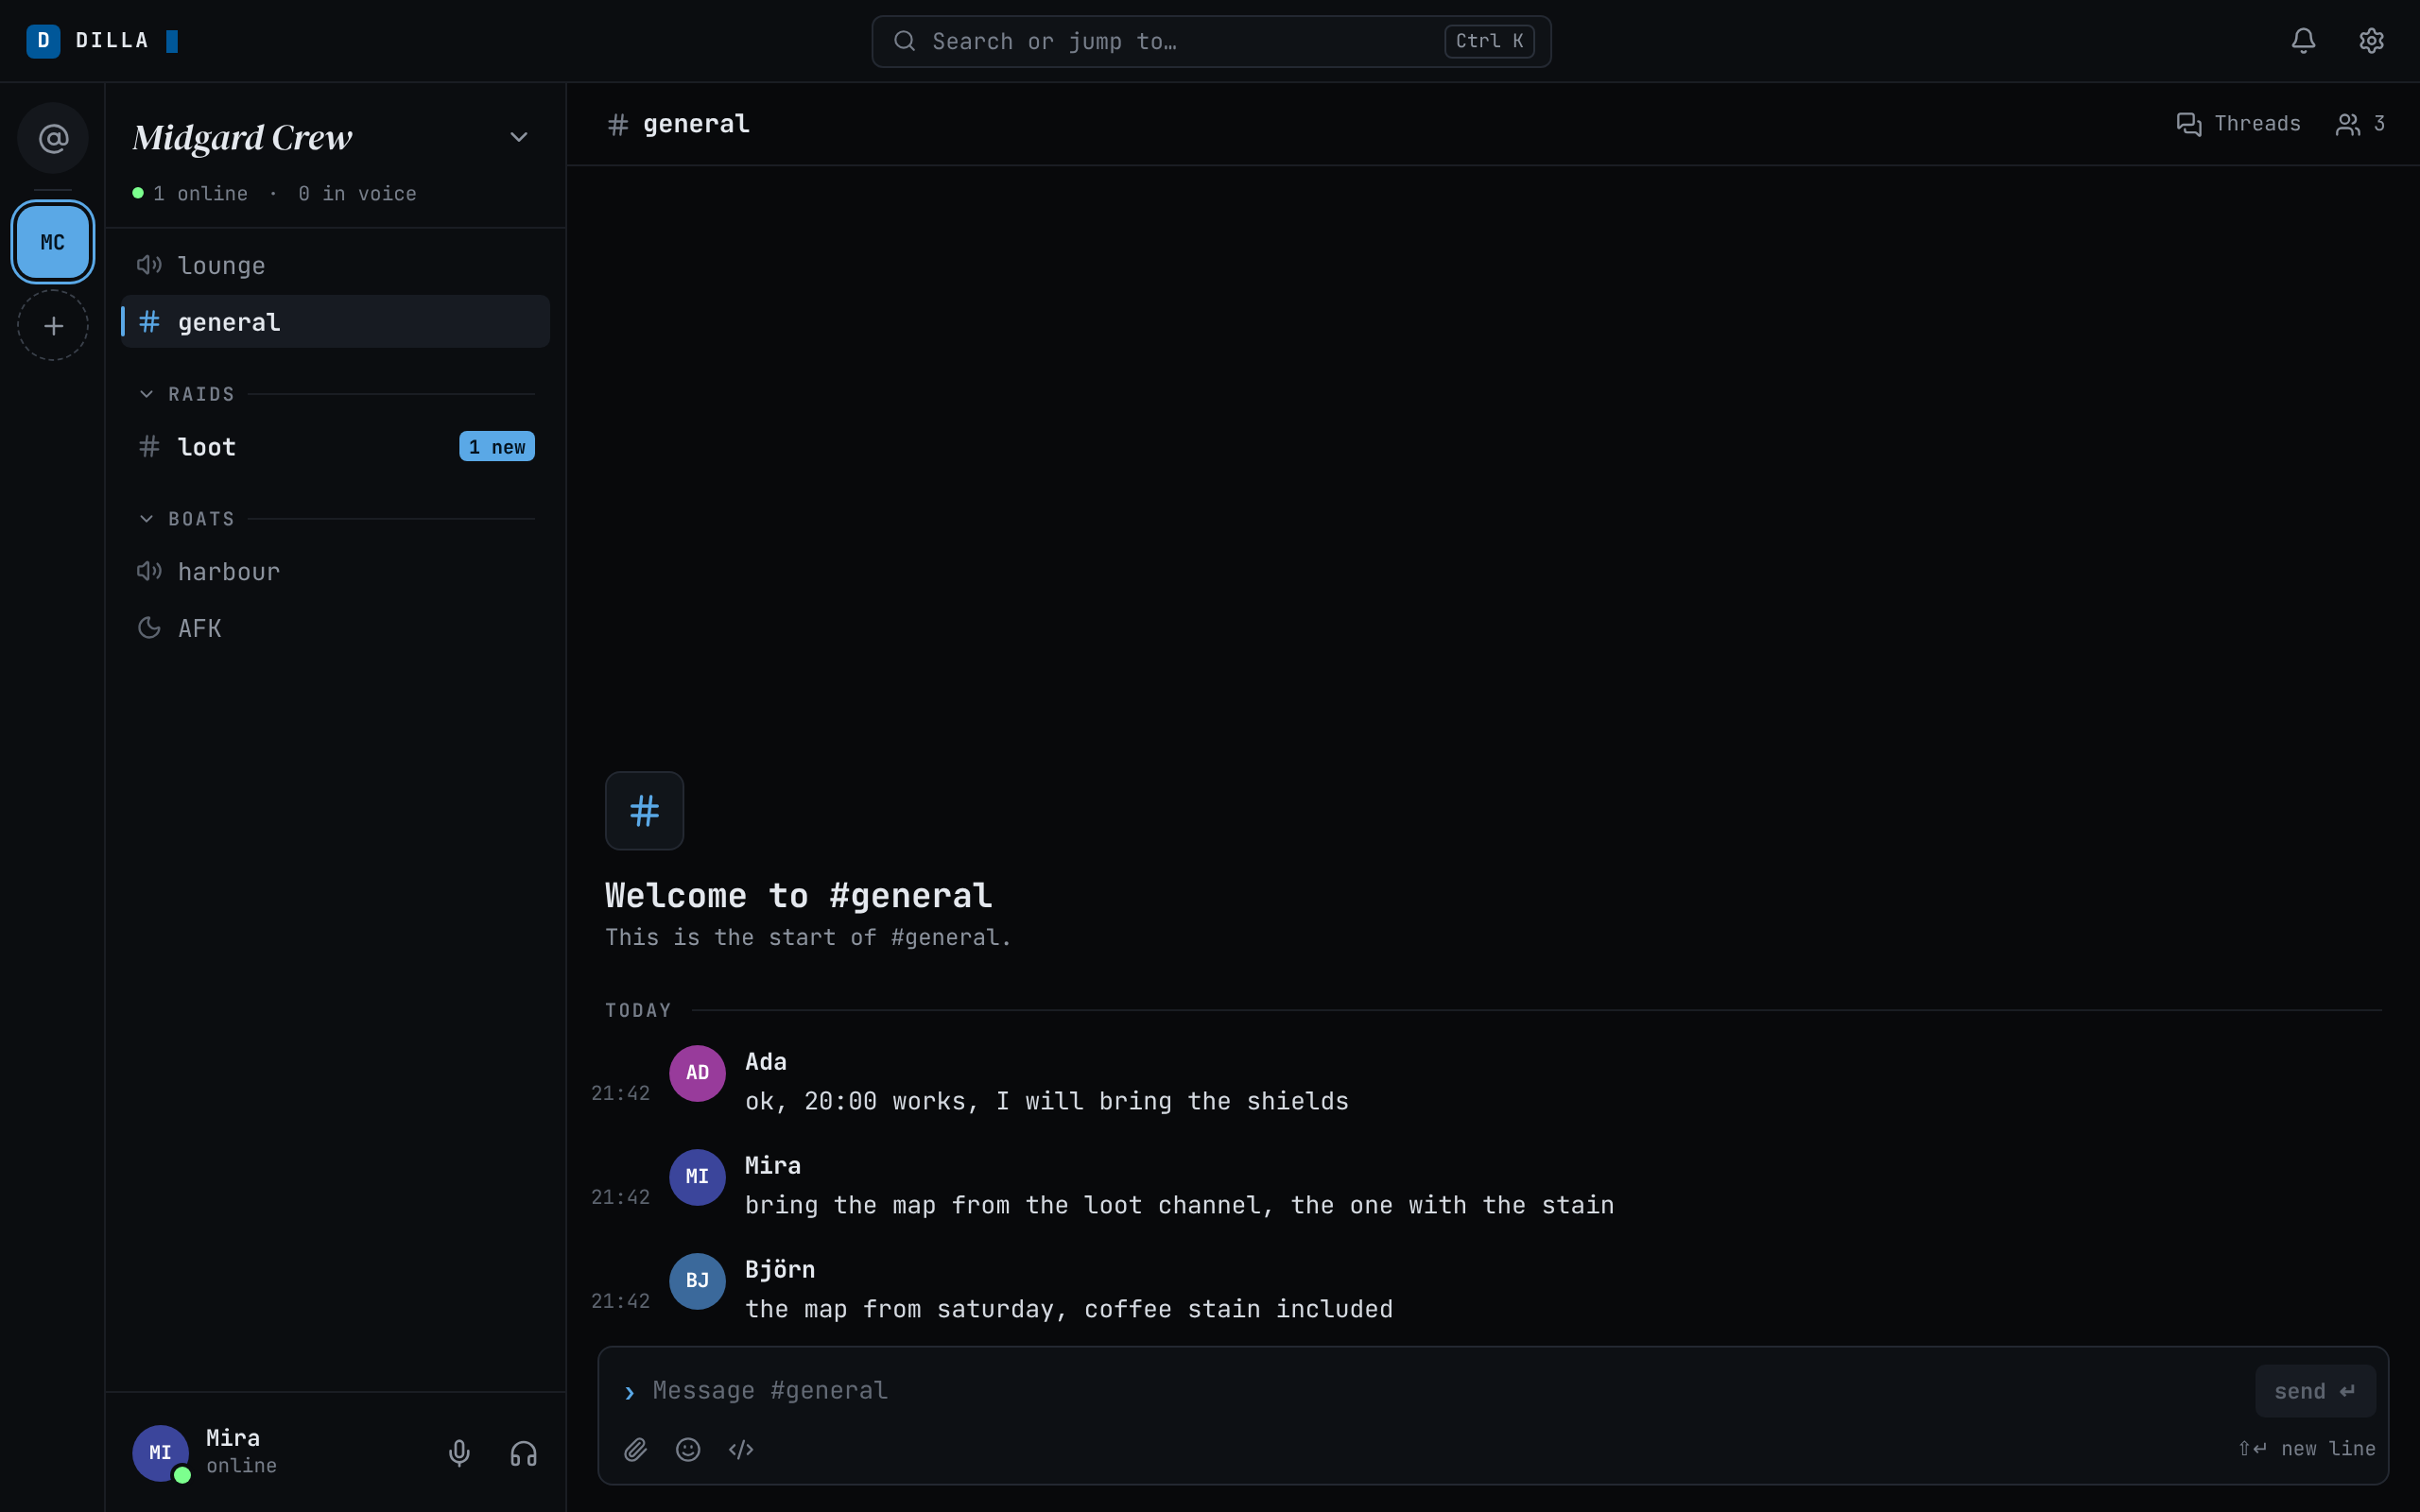 D DILLA
Search or jump to… Ctrl K
@
MC
Midgard Crew
1 online · 0 in voice
lounge
# general
RAIDS
# loot 1 new
BOATS
harbour
AFK
MI Mira
online
# general Threads 3
#
Welcome to #general
This is the start of #general.
TODAY
AD Ada
21:42 ok, 20:00 works, I will bring the shields
MI Mira
21:42 bring the map from the loot channel, the one with the stain
BJ Björn
21:42 the map from saturday, coffee stain included
› Message #general send ↵
⇧↵ new line